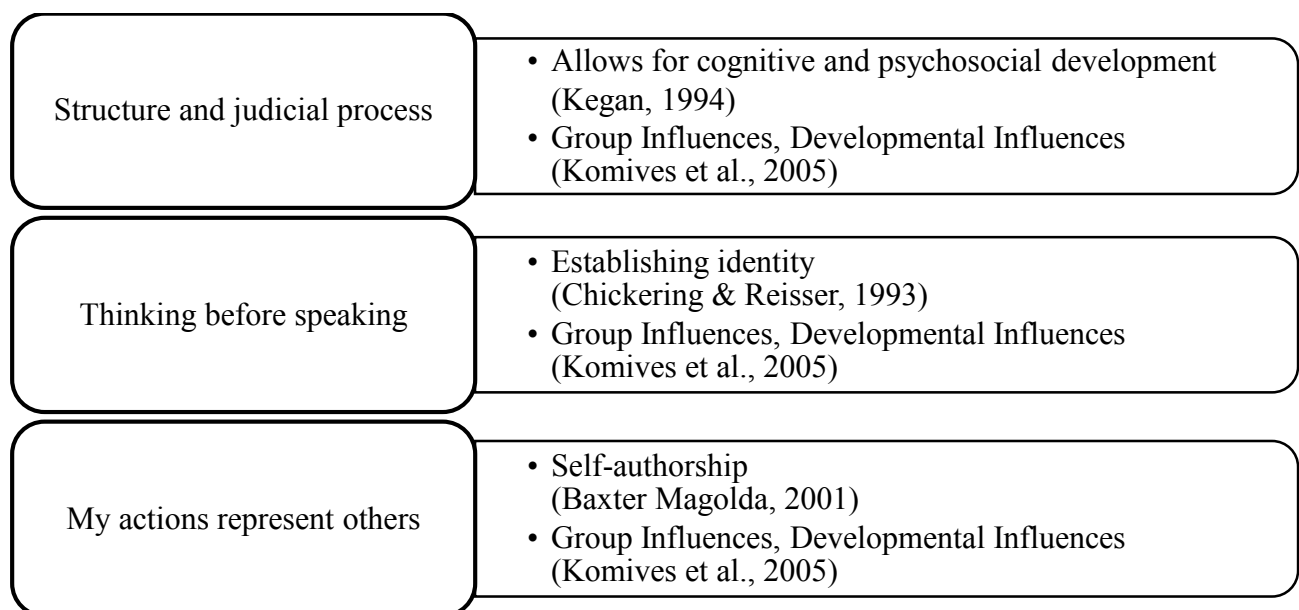 Structure and judicial process
• Allows for cognitive and psychosocial development
(Kegan, 1994)
• Group Influences, Developmental Influences
(Komives et al., 2005)
Thinking before speaking
• Establishing identity
(Chickering & Reisser, 1993)
• Group Influences, Developmental Influences
(Komives et al., 2005)
My actions represent others
• Self-authorship
(Baxter Magolda, 2001)
• Group Influences, Developmental Influences
(Komives et al., 2005)